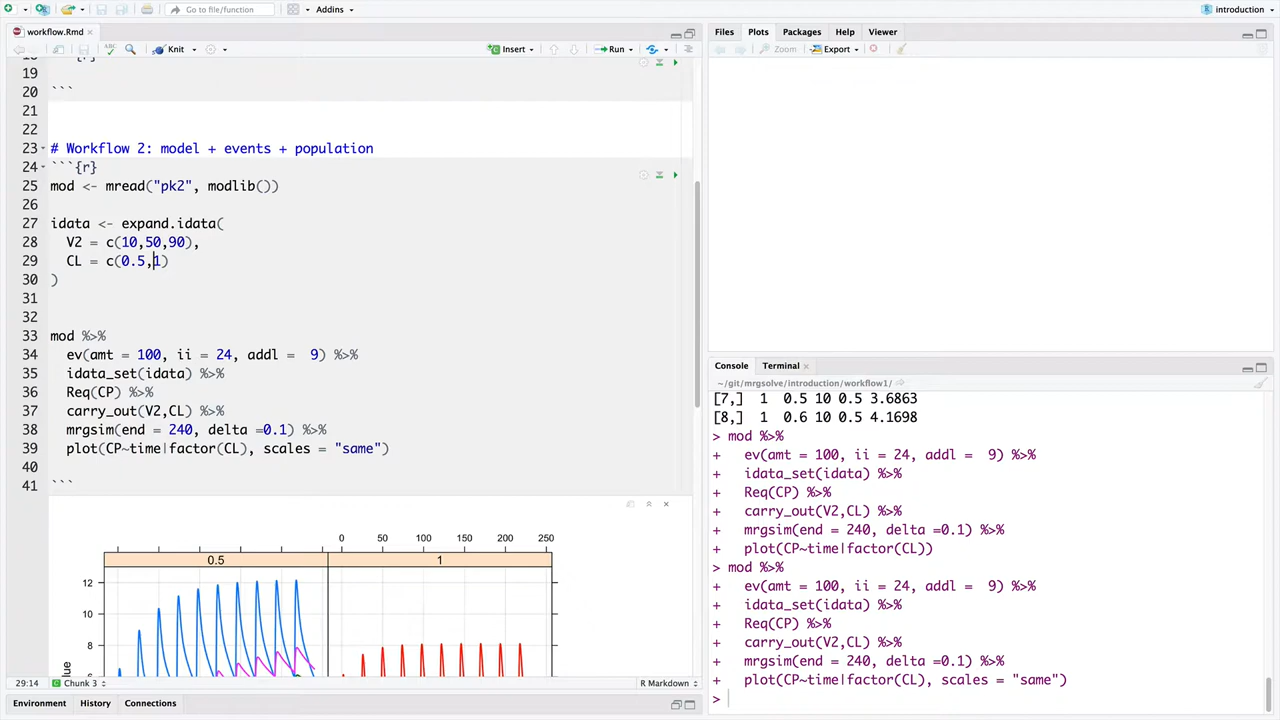 Go to file/function
Addins
introduction
workflow.Rmd
Knit
Insert
Run
19
20 ```
21
22
23 # Workflow 2: model + events + population
24 ```{r}
25 mod <- mread("pk2", modlib())
26
27 idata <- expand.idata(
28 V2 = c(10,50,90),
29 CL = c(0.5,1)
30 )
31
32
33 mod %>%
34 ev(amt = 100, ii = 24, addl =  9) %>%
35 idata_set(idata) %>%
36 Req(CP) %>%
37 carry_out(V2,CL) %>%
38 mrgsim(end = 240, delta =0.1) %>%
39 plot(CP~time|factor(CL), scales = "same")
40
41 ```
0 50 100 150 200 250
0.5 1
12
10
8
29:14 Chunk 3 R Markdown
Environment History Connections
Files Plots Packages Help Viewer
Zoom Export
Console Terminal
~/git/mrgsolve/introduction/workflow1/
[7,] 1 0.5 10 0.5 3.6863
[8,] 1 0.6 10 0.5 4.1698
> mod %>%
+ ev(amt = 100, ii = 24, addl =  9) %>%
+ idata_set(idata) %>%
+ Req(CP) %>%
+ carry_out(V2,CL) %>%
+ mrgsim(end = 240, delta =0.1) %>%
+ plot(CP~time|factor(CL))
> mod %>%
+ ev(amt = 100, ii = 24, addl =  9) %>%
+ idata_set(idata) %>%
+ Req(CP) %>%
+ carry_out(V2,CL) %>%
+ mrgsim(end = 240, delta =0.1) %>%
+ plot(CP~time|factor(CL), scales = "same")
>